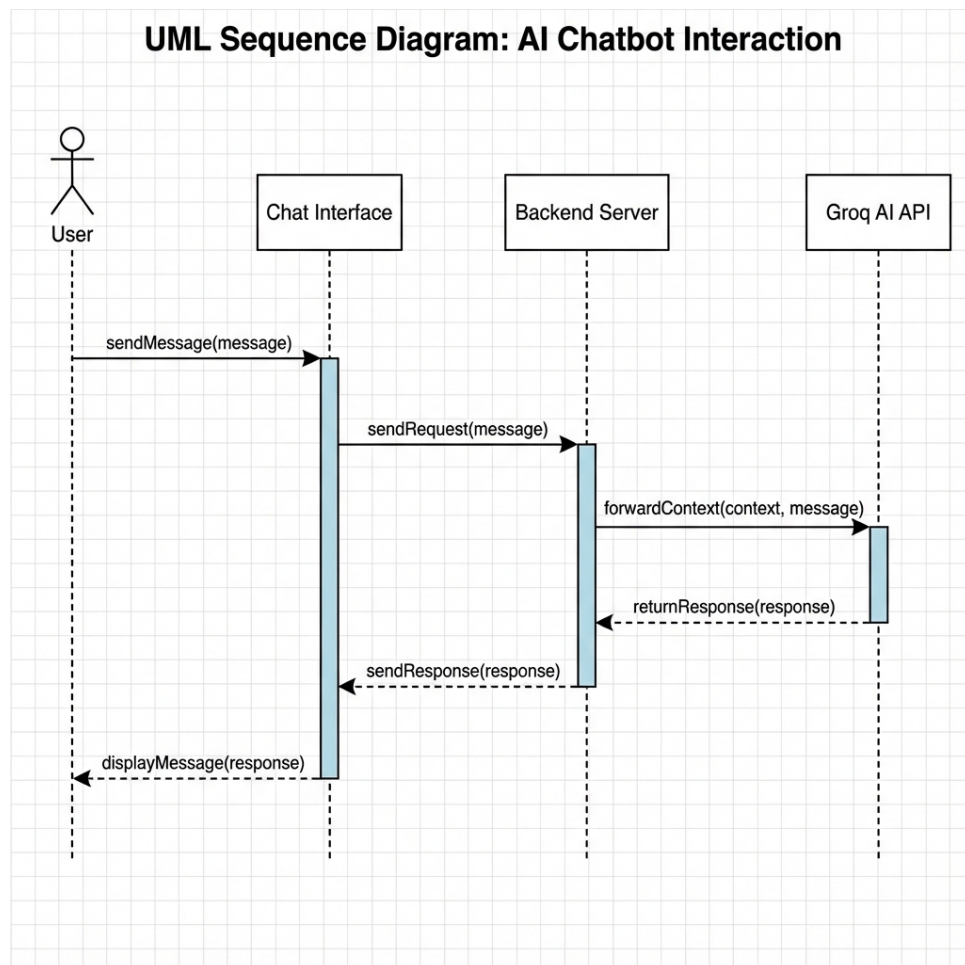 UML Sequence Diagram: AI Chatbot Interaction
User
Chat Interface
Backend Server
Groq AI API
sendMessage(message)
sendRequest(message)
forwardContext(context, message)
returnResponse(response)
sendResponse(response)
displayMessage(response)